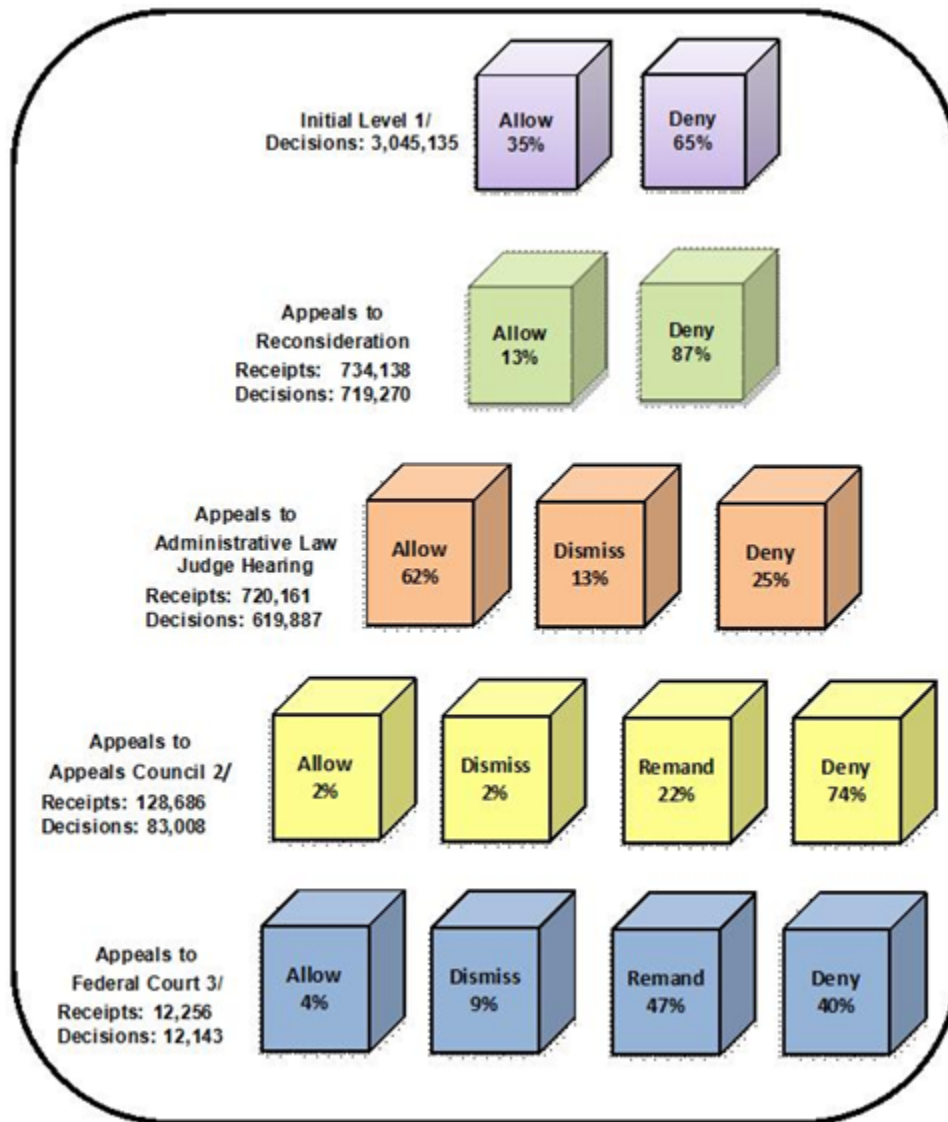 Initial Level 1/
Decisions: 3,045,135
Allow
35%
Deny
65%
Appeals to
Reconsideration
Receipts: 734,138
Decisions: 719,270
Allow
13%
Deny
87%
Appeals to
Administrative Law
Judge Hearing
Receipts: 720,161
Decisions: 619,887
Allow
62%
Dismiss
13%
Deny
25%
Appeals to
Appeals Council 2/
Receipts: 128,686
Decisions: 83,008
Allow
2%
Dismiss
2%
Remand
22%
Deny
74%
Appeals to
Federal Court 3/
Receipts: 12,256
Decisions: 12,143
Allow
4%
Dismiss
9%
Remand
47%
Deny
40%